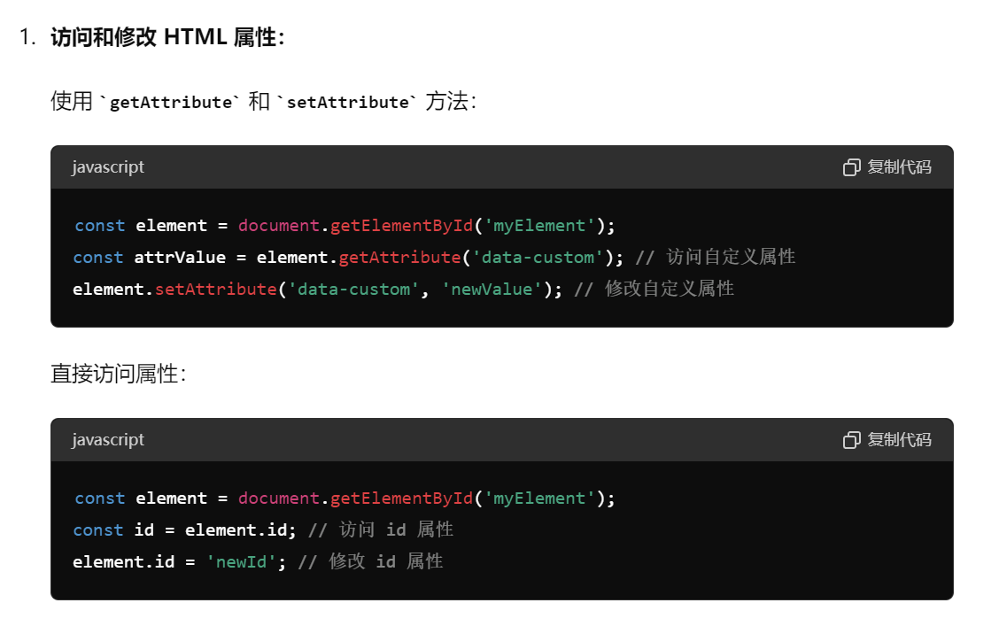 1. 访问和修改 HTML 属性：
使用 `getAttribute` 和 `setAttribute` 方法：
javascript 复制代码
const element = document.getElementById('myElement');
const attrValue = element.getAttribute('data-custom'); // 访问自定义属性
element.setAttribute('data-custom', 'newValue'); // 修改自定义属性
直接访问属性：
javascript 复制代码
const element = document.getElementById('myElement');
const id = element.id; // 访问 id 属性
element.id = 'newId'; // 修改 id 属性